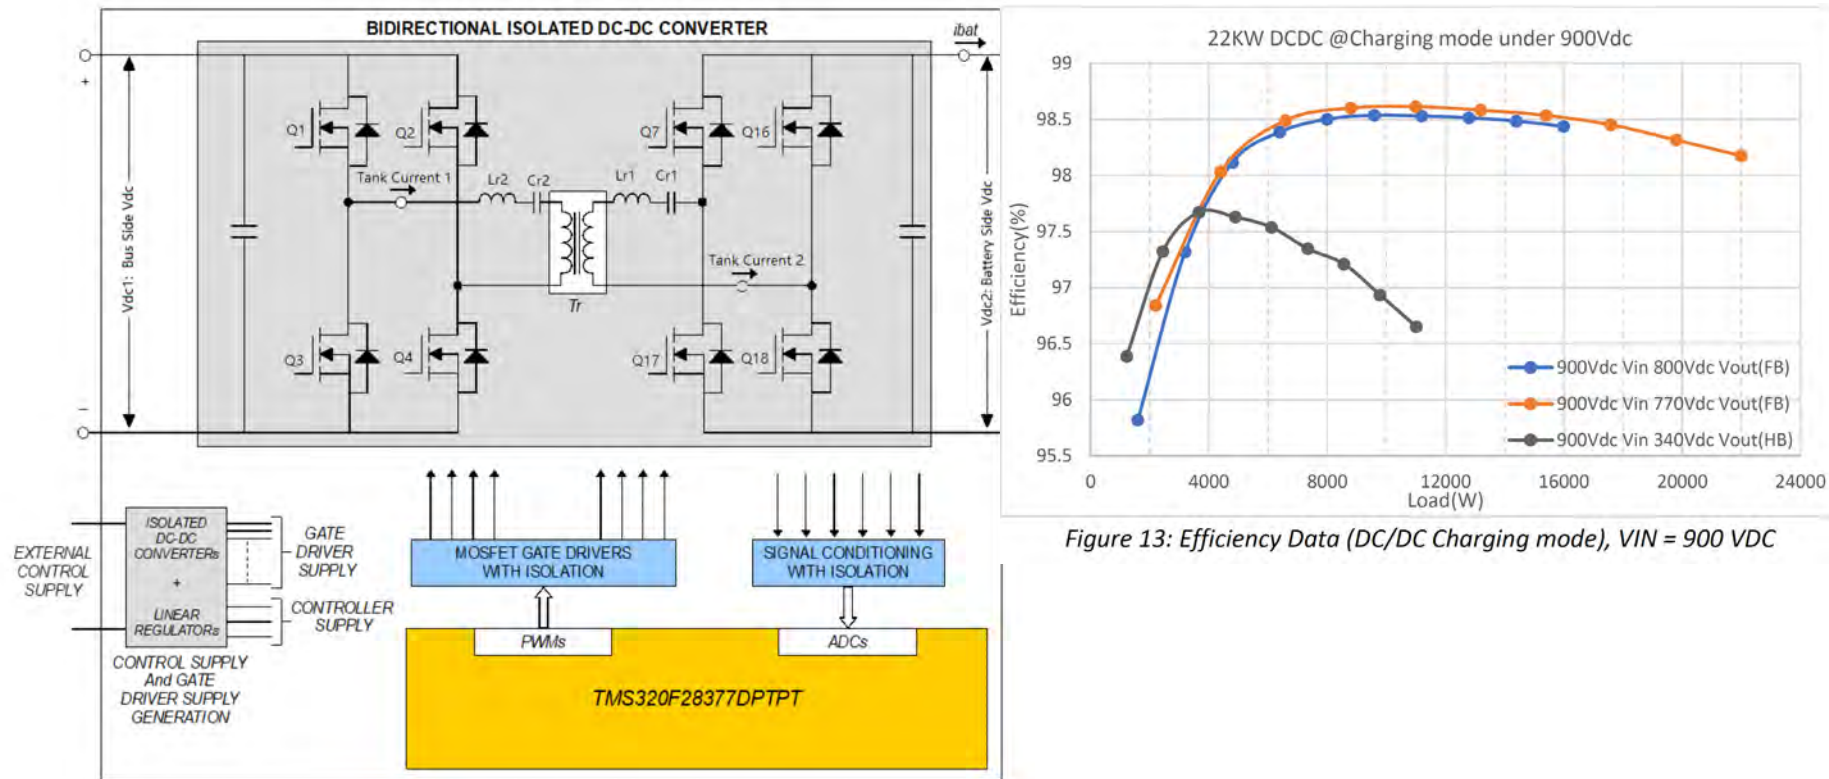 BIDIRECTIONAL ISOLATED DC-DC CONVERTER
ibat
+
−
Vdc1: Bus Side Vdc
Q1
Q2
Q7
Q16
Tank Current 1
Lr2
Cr2
Lr1
Cr1
Tank Current 2
Tr
Q3
Q4
Q17
Q18
Vdc2: Battery Side Vdc
EXTERNAL
CONTROL
SUPPLY
ISOLATED
DC-DC
CONVERTERs
+
LINEAR
REGULATORs
GATE
DRIVER
SUPPLY
CONTROLLER
SUPPLY
CONTROL SUPPLY
And GATE
DRIVER SUPPLY
GENERATION
MOSFET GATE DRIVERS
WITH ISOLATION
SIGNAL CONDITIONING
WITH ISOLATION
PWMs
ADCs
TMS320F28377DPTPT
22KW DCDC @Charging mode under 900Vdc
Efficiency(%)
99
98.5
98
97.5
97
96.5
96
95.5
900Vdc Vin 800Vdc Vout(FB)
900Vdc Vin 770Vdc Vout(FB)
900Vdc Vin 340Vdc Vout(HB)
0 4000 8000 12000 16000 20000 24000
Load(W)
Figure 13: Efficiency Data (DC/DC Charging mode), VIN = 900 VDC